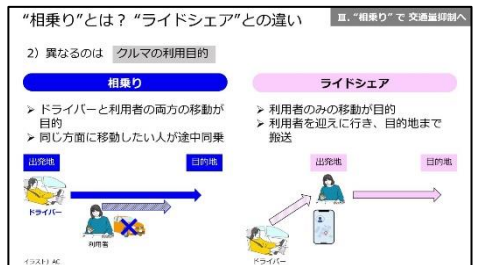 “相乗り”とは？“ライドシェア”との違い
Ⅲ. “相乗り” で 交通量抑制へ
2）異なるのは クルマの利用目的
相乗り
➢ ドライバーと利用者の両方の移動が
目的
➢ 同じ方面に移動したい人が途中同乗
出発地
目的地
ドライバー
利用者
イラスト）AC
ライドシェア
➢ 利用者のみの移動が目的
➢ 利用者を迎えに行き、目的地まで
搬送
出発地
目的地
ドライバー